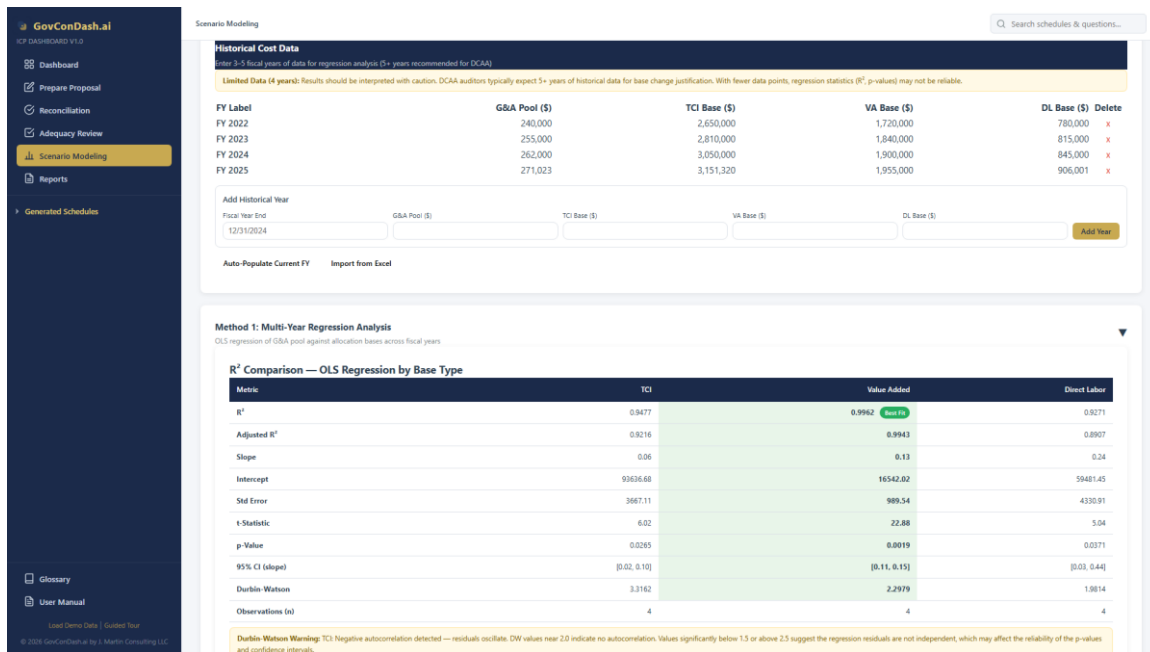 GovConDash.ai
ICP DASHBOARD V1.0
Dashboard
Prepare Proposal
Reconciliation
Adequacy Review
Scenario Modeling
Reports
Generated Schedules
Glossary
User Manual
Load Demo Data | Guided Tour
© 2026 GovConDash.ai by J. Martin Consulting LLC
Scenario Modeling
Search schedules & questions...
Historical Cost Data
Enter 3–5 fiscal years of data for regression analysis (5+ years recommended for DCAA)
Limited Data (4 years): Results should be interpreted with caution. DCAA auditors typically expect 5+ years of historical data for base change justification. With fewer data points, regression statistics (R², p-values) may not be reliable.
FY Label G&A Pool ($) TCI Base ($) VA Base ($) DL Base ($) Delete
FY 2022 240,000 2,650,000 1,720,000 780,000 x
FY 2023 255,000 2,810,000 1,840,000 815,000 x
FY 2024 262,000 3,050,000 1,900,000 845,000 x
FY 2025 271,023 3,151,320 1,955,000 906,001 x
Add Historical Year
Fiscal Year End G&A Pool ($) TCI Base ($) VA Base ($) DL Base ($)
12/31/2024 Add Year
Auto-Populate Current FY Import from Excel
Method 1: Multi-Year Regression Analysis
OLS regression of G&A pool against allocation bases across fiscal years
R² Comparison — OLS Regression by Base Type
Metric TCI Value Added Direct Labor
R² 0.9477 0.9962 Best Fit 0.9271
Adjusted R² 0.9216 0.9943 0.8907
Slope 0.06 0.13 0.24
Intercept 93636.68 16542.02 59481.45
Std Error 3667.11 989.54 4330.91
t-Statistic 6.02 22.88 5.04
p-Value 0.0265 0.0019 0.0371
95% CI (slope) [0.02, 0.10] [0.11, 0.15] [0.03, 0.44]
Durbin-Watson 3.3162 2.2979 1.9814
Observations (n) 4 4 4
Durbin-Watson Warning: TCI: Negative autocorrelation detected — residuals oscillate. DW values near 2.0 indicate no autocorrelation. Values significantly below 1.5 or above 2.5 suggest the regression residuals are not independent, which may affect the reliability of the p-values
and confidence intervals.